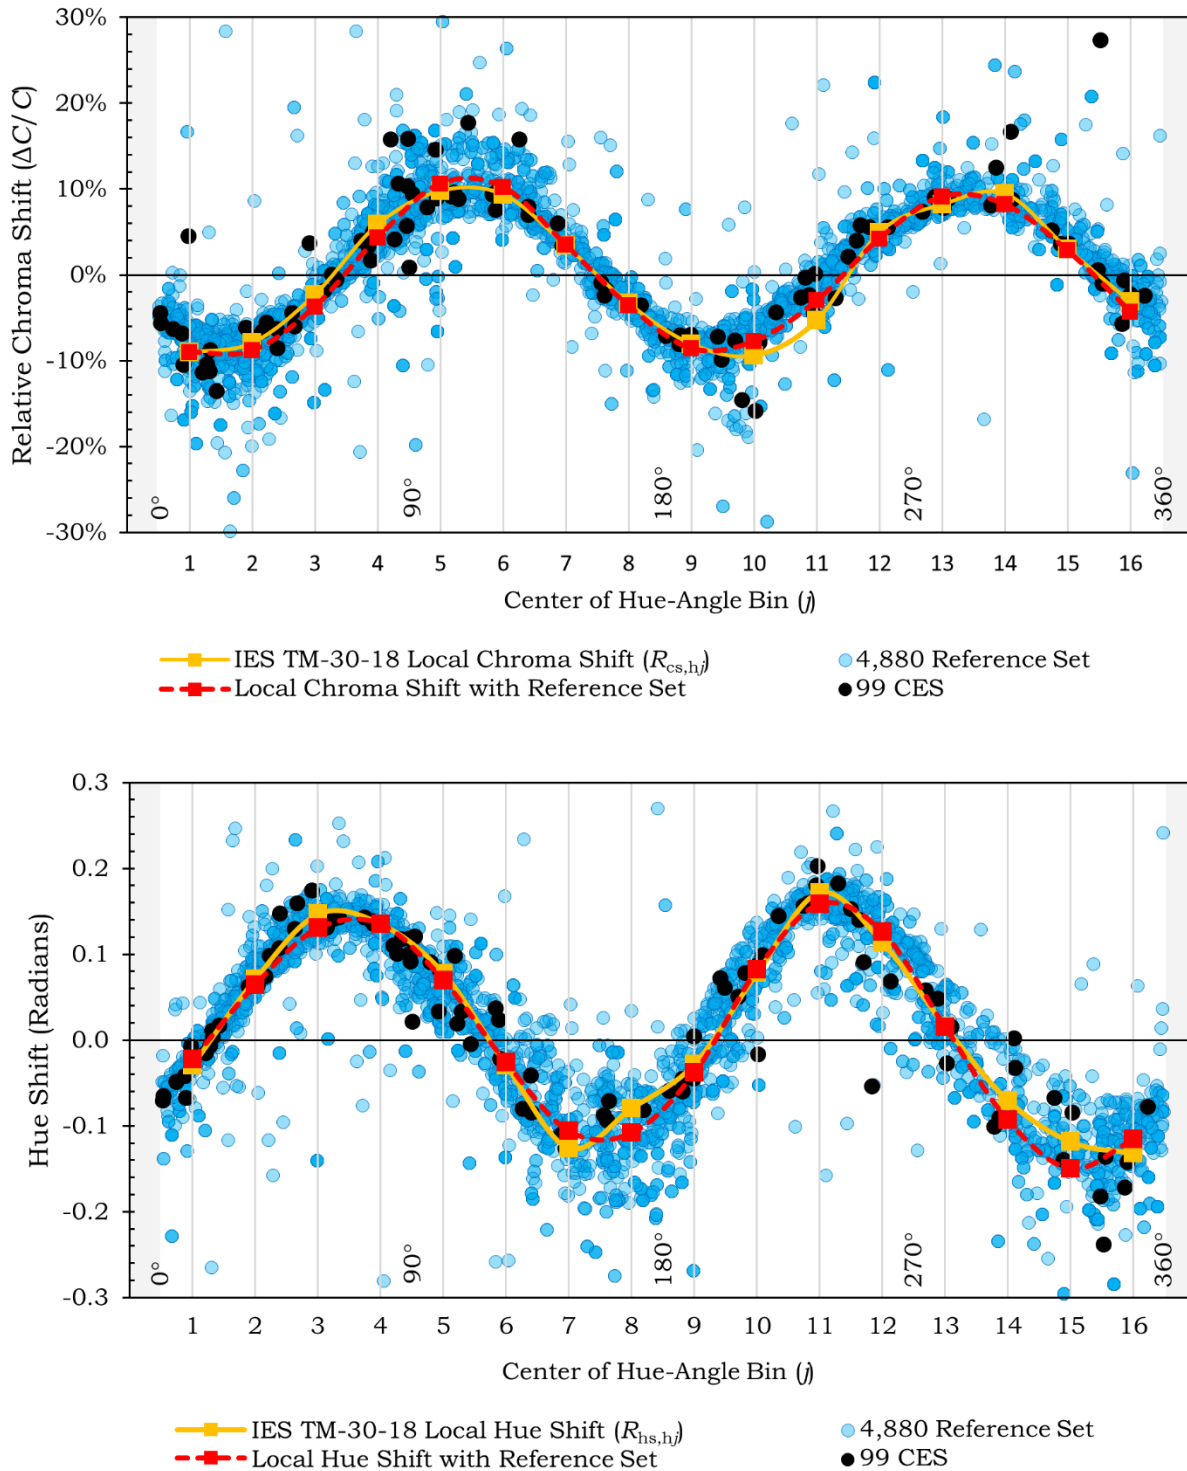 30%
20%
10%
0%
-10%
-20%
-30%
Relative Chroma Shift (ΔC/C)
0°
90°
180°
270°
360°
1 2 3 4 5 6 7 8 9 10 11 12 13 14 15 16
Center of Hue-Angle Bin (j)
IES TM-30-18 Local Chroma Shift (Rcs,hj)
4,880 Reference Set
Local Chroma Shift with Reference Set
99 CES
0.3
0.2
0.1
0.0
-0.1
-0.2
-0.3
Hue Shift (Radians)
0°
90°
180°
270°
360°
1 2 3 4 5 6 7 8 9 10 11 12 13 14 15 16
Center of Hue-Angle Bin (j)
IES TM-30-18 Local Hue Shift (Rhs,hj)
4,880 Reference Set
Local Hue Shift with Reference Set
99 CES